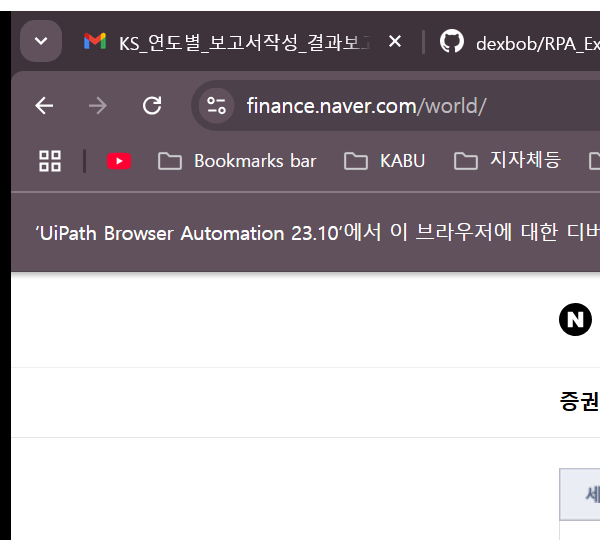 KS_연도별_보고서작성_결과보고
dexbob/RPA_Ex
finance.naver.com/world/
Bookmarks bar KABU 지자체등
'UiPath Browser Automation 23.10'에서 이 브라우저에 대한 디버
N
증권
세